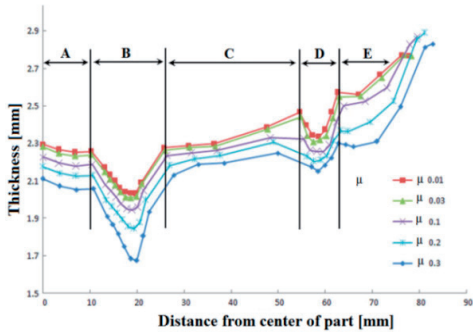 2.9
2.7
2.5
2.3
2.1
1.9
1.7
1.5
Thickness [mm]
A B C D E
μ
μ 0.01
μ 0.03
μ 0.1
μ 0.2
μ 0.3
0 10 20 30 40 50 60 70 80 90
Distance from center of part [mm]